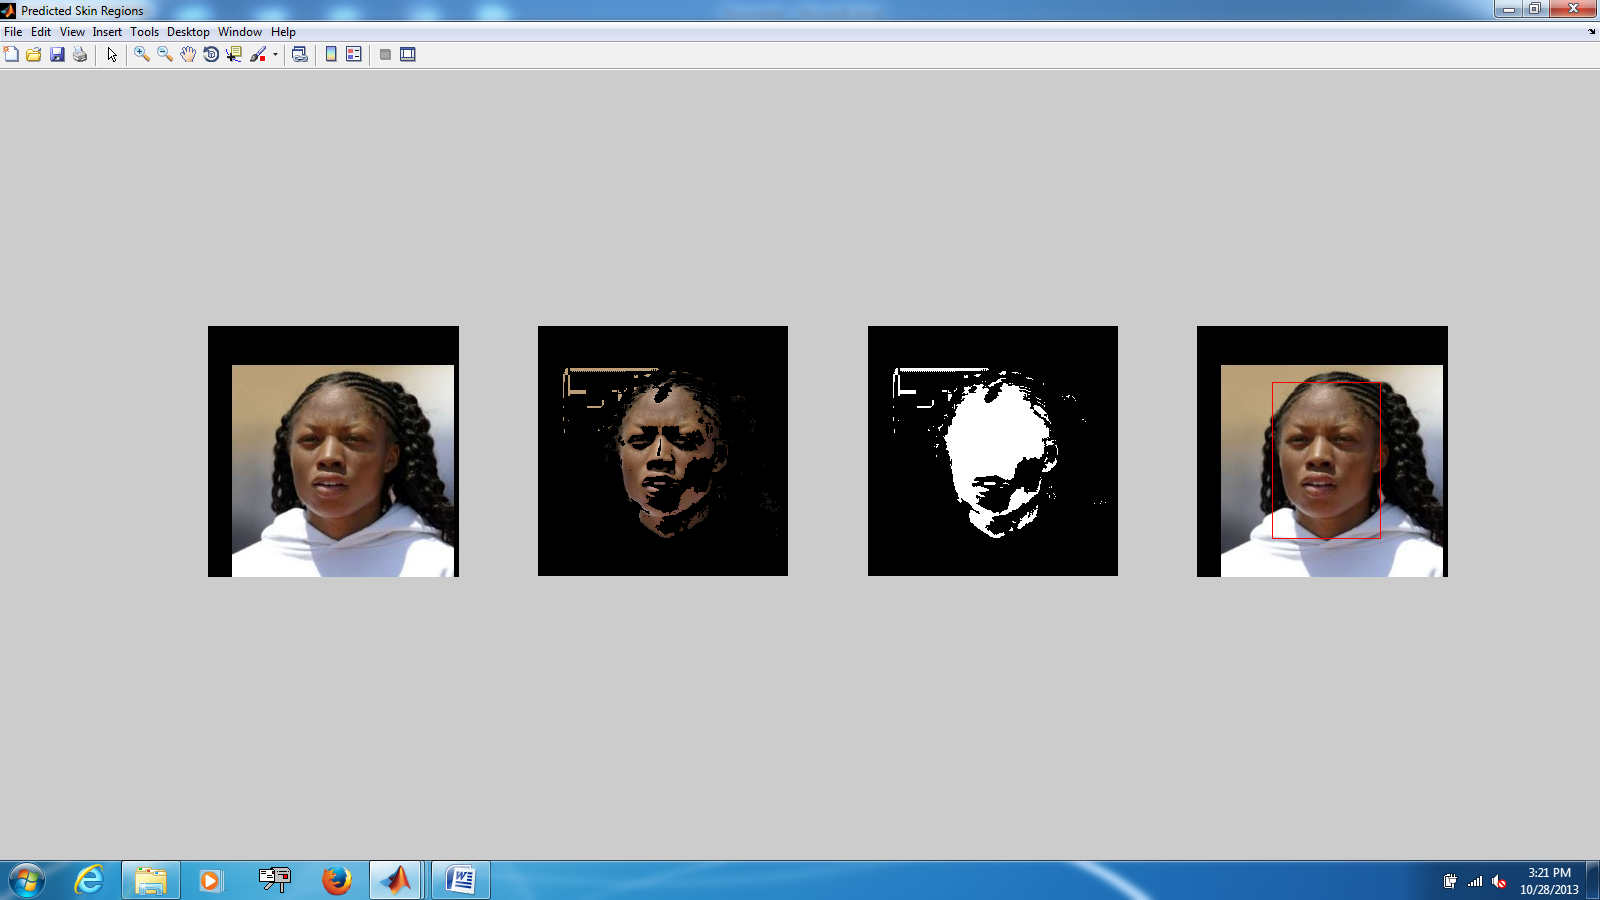 Predicted Skin Regions
File Edit View Insert Tools Desktop Window Help
3:21 PM
10/28/2013